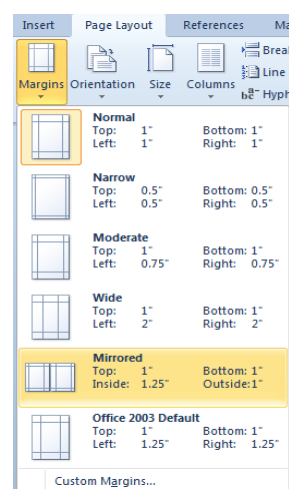 Insert Page Layout References Ma
Margins Orientation Size Columns
Brea
Line
Hyph
Normal
Top: 1" Bottom: 1"
Left: 1" Right: 1"
Narrow
Top: 0.5" Bottom: 0.5"
Left: 0.5" Right: 0.5"
Moderate
Top: 1" Bottom: 1"
Left: 0.75" Right: 0.75"
Wide
Top: 1" Bottom: 1"
Left: 2" Right: 2"
Mirrored
Top: 1" Bottom: 1"
Inside: 1.25" Outside:1"
Office 2003 Default
Top: 1" Bottom: 1"
Left: 1.25" Right: 1.25"
Custom Margins...